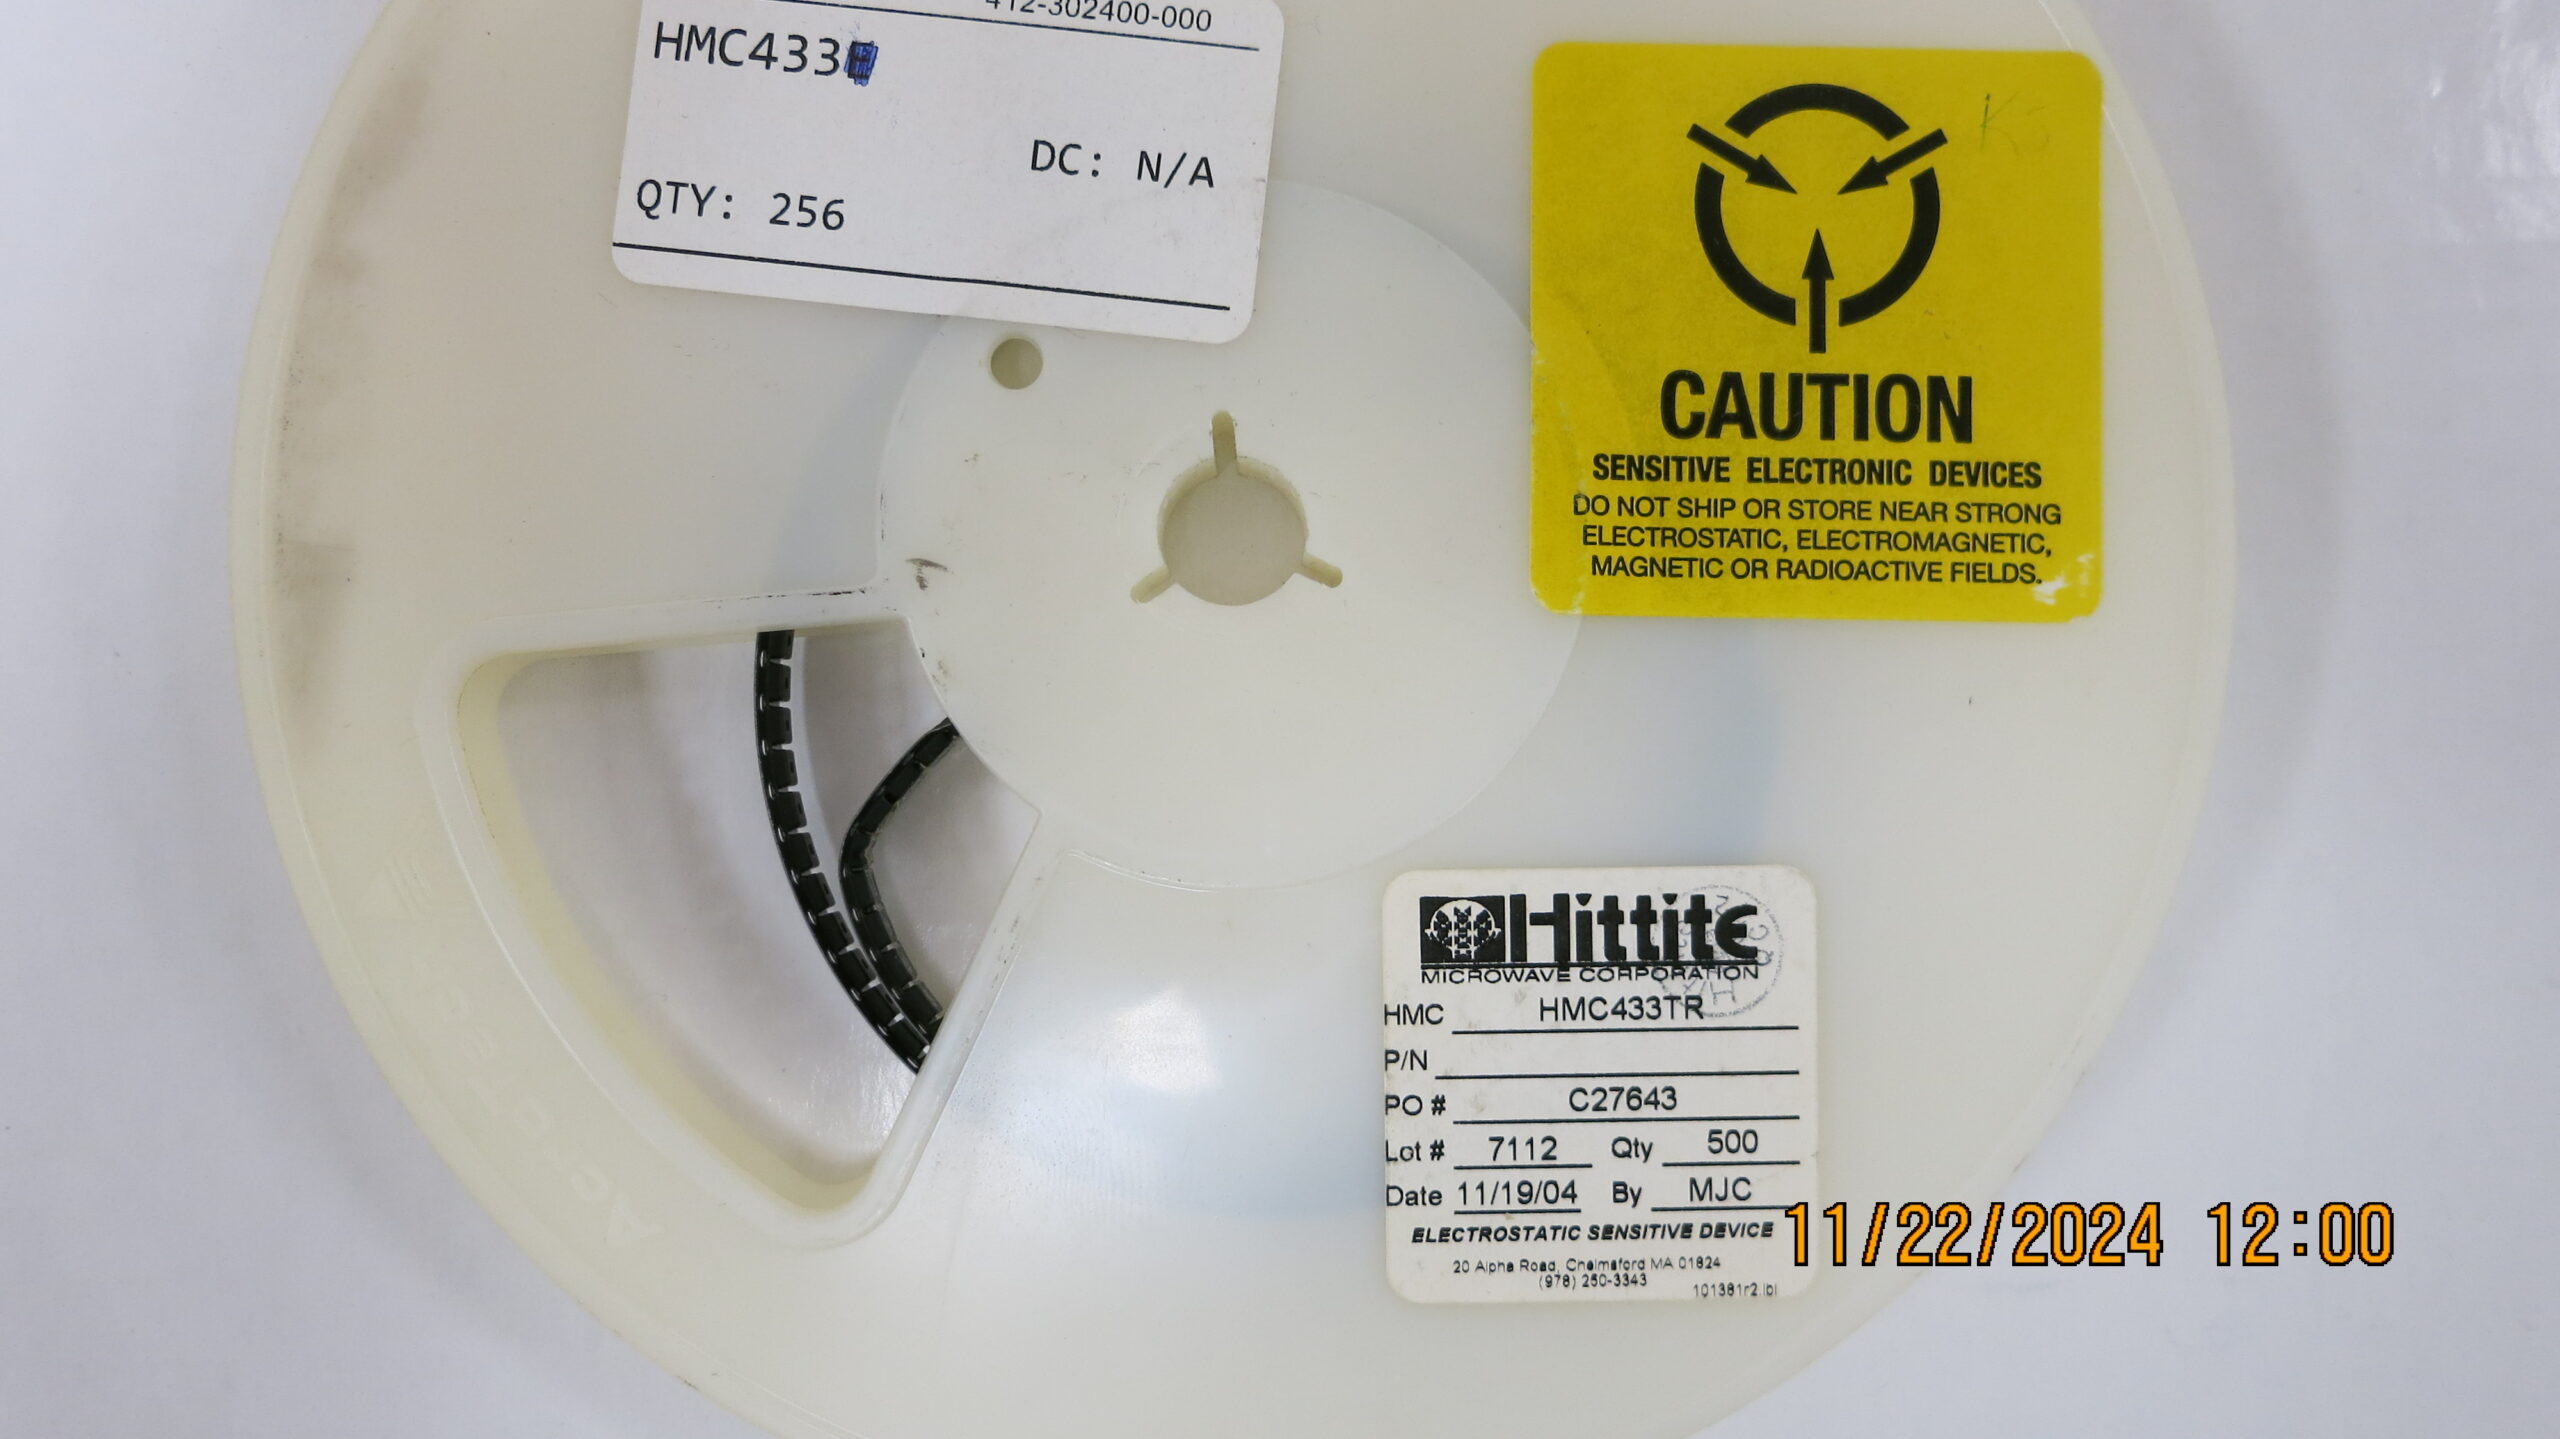 412-302400-000
HMC433
DC: N/A
QTY: 256
CAUTION
SENSITIVE ELECTRONIC DEVICES
DO NOT SHIP OR STORE NEAR STRONG
ELECTROSTATIC, ELECTROMAGNETIC,
MAGNETIC OR RADIOACTIVE FIELDS.
Hittite
MICROWAVE CORPORATION
HMC HMC433TR
P/N
PO # C27643
Lot # 7112 Qty 500
Date 11/19/04 By MJC
ELECTROSTATIC SENSITIVE DEVICE
20 Alpha Road, Chelmsford MA 01824
(978) 250-3343
101381r2.lbl
11/22/2024 12:00